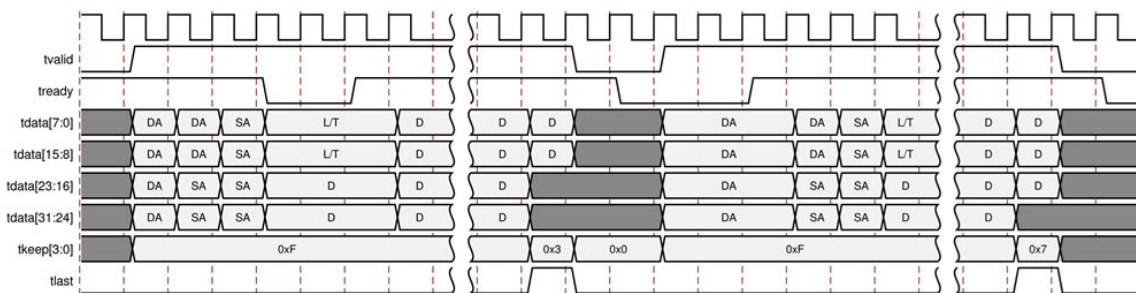 tvalid
tready
tdata[7:0] DA DA SA L/T D D D DA DA SA L/T D D
tdata[15:8] DA DA SA L/T D D D DA DA SA L/T D D
tdata[23:16] DA SA SA D D D DA SA SA D D D
tdata[31:24] DA SA SA D D D DA SA SA D D
tkeep[3:0] 0xF 0x3 0x0 0xF 0x7
tlast